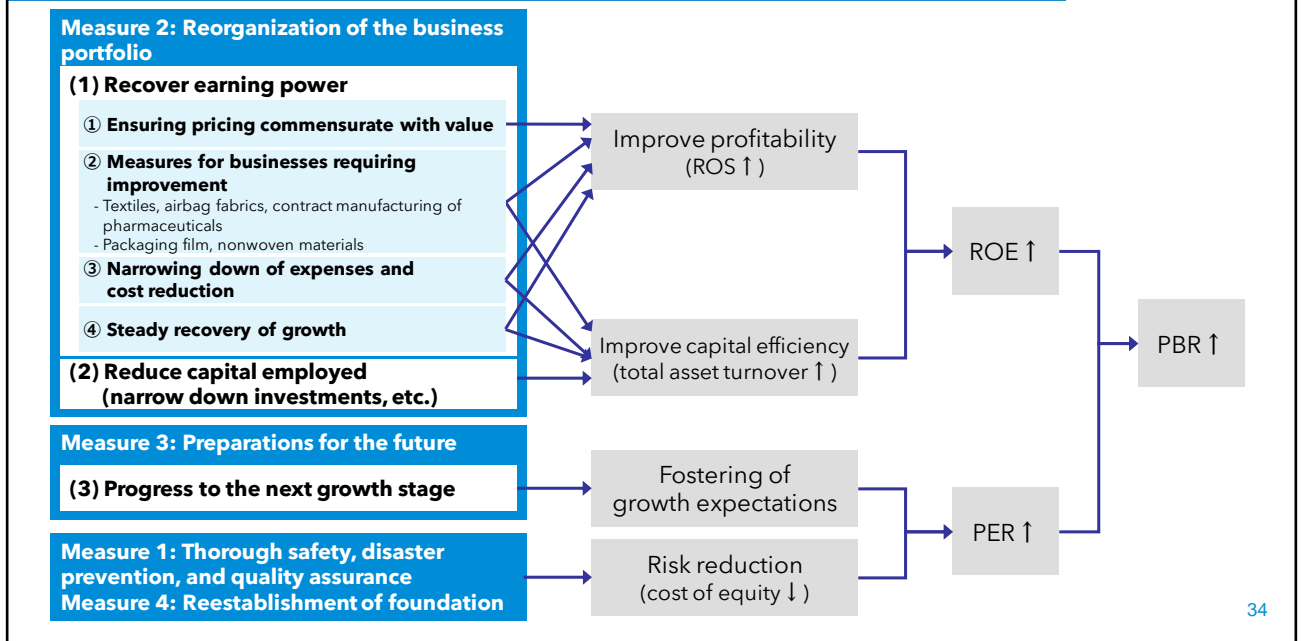 Measure 2: Reorganization of the business
portfolio
(1) Recover earning power
① Ensuring pricing commensurate with value
② Measures for businesses requiring
improvement
- Textiles, airbag fabrics, contract manufacturing of
pharmaceuticals
- Packaging film, nonwoven materials
③ Narrowing down of expenses and
cost reduction
④ Steady recovery of growth
(2) Reduce capital employed
(narrow down investments, etc.)
Measure 3: Preparations for the future
(3) Progress to the next growth stage
Measure 1: Thorough safety, disaster
prevention, and quality assurance
Measure 4: Reestablishment of foundation
Improve profitability
(ROS ↑)
Improve capital efficiency
(total asset turnover ↑)
Fostering of
growth expectations
Risk reduction
(cost of equity ↓)
ROE ↑
PER ↑
PBR ↑
34